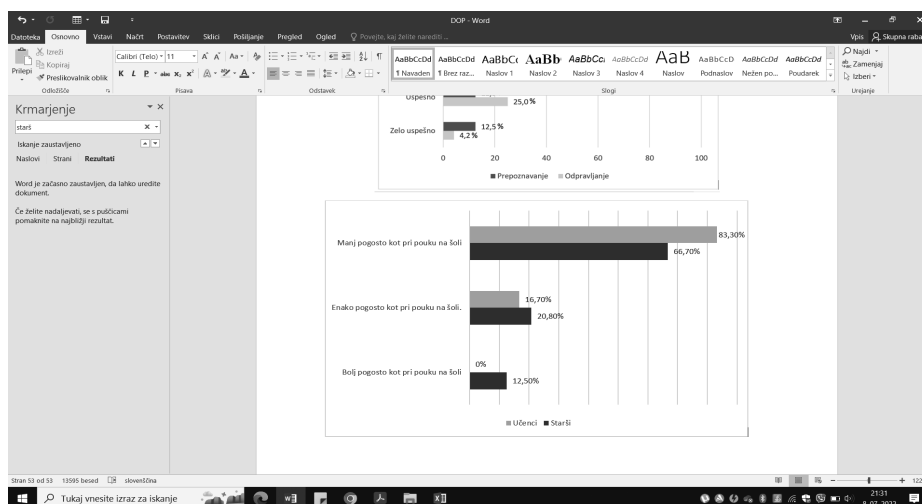 DOP - Word
Datoteka Osnovno Vstavi Načrt Postavitev Sklici Pošiljanje Pregled Ogled Povejte, kaj želite narediti ... Vpis Skupna raba
Prilepi
Izreži
Kopiraj
Preslikovalnik oblik
Odložišče
Calibri (Telo) 11
K L P abc x₂ x²
Pisava
Odstavek
AaBbCcDd AaBbCcDd AaBbCc AaBb AaBbCc AaBbCcDd AaB AaBbCcD AaBbCcDd AaBbCcDd
¶ Navaden ¶ Brez raz... Naslov 1 Naslov 2 Naslov 3 Naslov 4 Naslov Podnaslov Nežen po... Poudarek
Slogi
Najdi
Zamenjaj
Izberi
Urejanje
Krmarjenje
starš
Iskanje zaustavljeno
Naslovi Strani Rezultati
Word je začasno zaustavljen, da lahko uredite
dokument.
Če želite nadaljevati, se s puščicami
pomaknite na najbližji rezultat.
Uspešno
25,0 %
Zelo uspešno
12,5 %
4,2 %
0 20 40 60 80 100
Prepoznavanje Odpravljanje
Manj pogosto kot pri pouku na šoli
83,30%
66,70%
Enako pogosto kot pri pouku na šoli.
16,70%
20,80%
Bolj pogosto kot pri pouku na šoli
0%
12,50%
Učenci Starši
Stran 53 od 53 13595 besed slovenščina
Tukaj vnesite izraz za iskanje
21:31